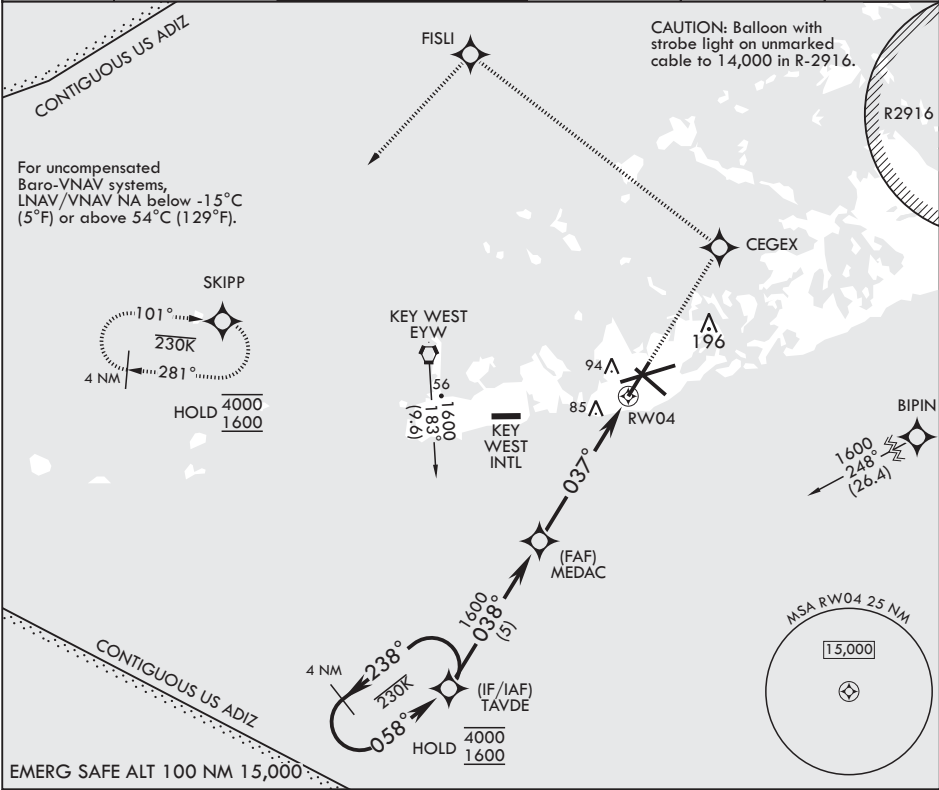 CONTIGUOUS US ADIZ
FISLI
CAUTION: Balloon with
strobe light on unmarked
cable to 14,000 in R-2916.
R2916
For uncompensated
Baro-VNAV systems,
LNAV/VNAV NA below -15°C
(5°F) or above 54°C (129°F).
CEGEX
SKIPP
101°
230K
281°
4 NM
HOLD 4000
1600
KEY WEST
EYW
56
1600
183°
(9.6)
KEY
WEST
INTL
196
94
85
RW04
BIPIN
1600
248°
(26.4)
037°
(FAF)
MEDAC
1600
038°
(5)
CONTIGUOUS US ADIZ
4 NM
238°
230K
058°
(IF/IAF)
TAVDE
HOLD 4000
1600
MSA RW04 25 NM
15,000
EMERG SAFE ALT 100 NM 15,000